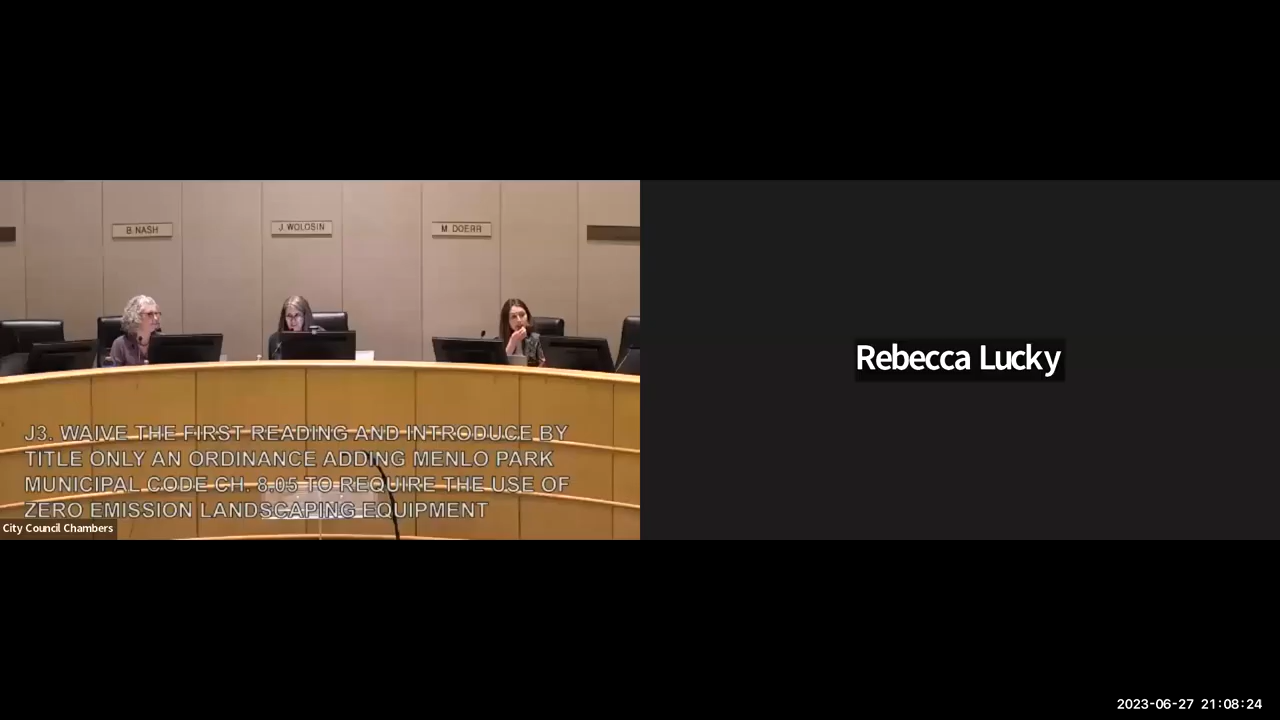 B. NASH
J. WOLOSIN
M. DOERR
J3. WAIVE THE FIRST READING AND INTRODUCE BY
TITLE ONLY AN ORDINANCE ADDING MENLO PARK
MUNICIPAL CODE CH. 8.05 TO REQUIRE THE USE OF
ZERO EMISSION LANDSCAPING EQUIPMENT
City Council Chambers
Rebecca Lucky
2023-06-27 21:08:24